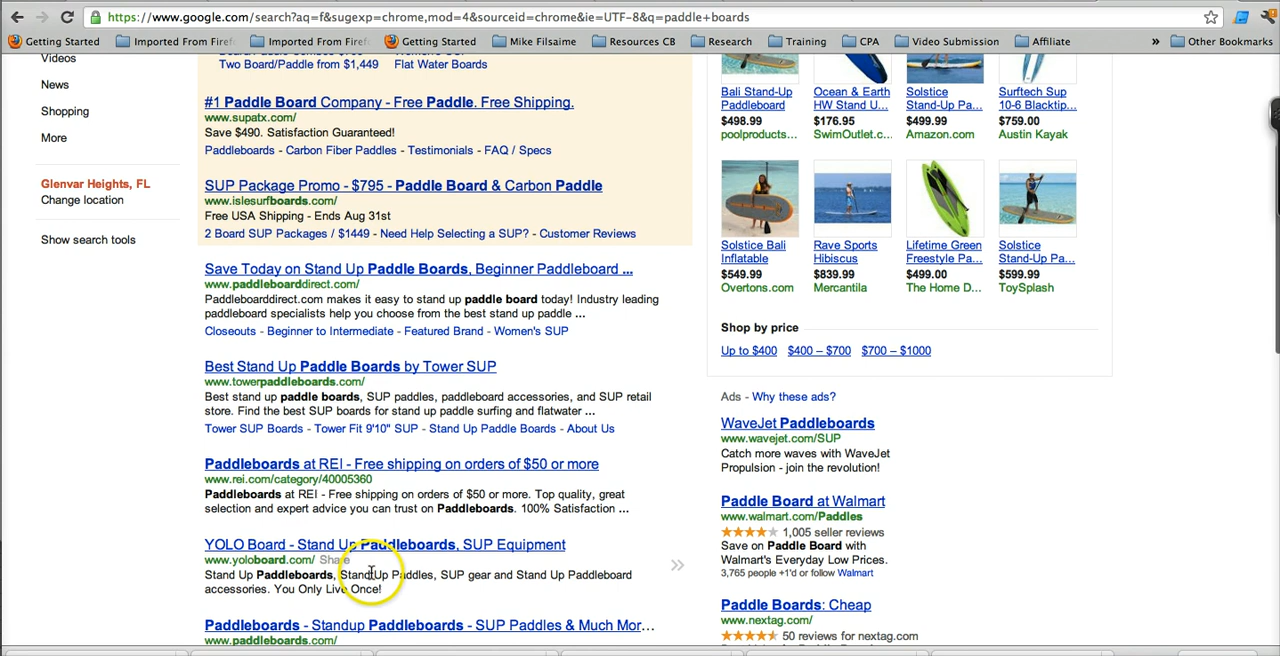 https://www.google.com/search?aq=f&sugexp=chrome,mod=4&sourceid=chrome&ie=UTF-8&q=paddle+boards
Getting Started Imported From Firef Imported From Firef Getting Started Mike Filsaime Resources CB Research Training CPA Video Submission Affiliate » Other Bookmarks
Videos
News
Shopping
More
Glenvar Heights, FL
Change location
Show search tools
Two Board/Paddle from $1,449 Flat Water Boards
#1 Paddle Board Company - Free Paddle. Free Shipping.
www.supatx.com/
Save $490. Satisfaction Guaranteed!
Paddleboards - Carbon Fiber Paddles - Testimonials - FAQ / Specs
SUP Package Promo - $795 - Paddle Board & Carbon Paddle
www.islesurfboards.com/
Free USA Shipping - Ends Aug 31st
2 Board SUP Packages / $1449 - Need Help Selecting a SUP? - Customer Reviews
Save Today on Stand Up Paddle Boards, Beginner Paddleboard ...
www.paddleboarddirect.com/
Paddleboarddirect.com makes it easy to stand up paddle board today! Industry leading
paddleboard specialists help you choose from the best stand up paddle ...
Closeouts - Beginner to Intermediate - Featured Brand - Women's SUP
Best Stand Up Paddle Boards by Tower SUP
www.towerpaddleboards.com/
Best stand up paddle boards, SUP paddles, paddleboard accessories, and SUP retail
store. Find the best SUP boards for stand up paddle surfing and flatwater ...
Tower SUP Boards - Tower Fit 9'10" SUP - Stand Up Paddle Boards - About Us
Paddleboards at REI - Free shipping on orders of $50 or more
www.rei.com/category/40005360
Paddleboards at REI - Free shipping on orders of $50 or more. Top quality, great
selection and expert advice you can trust on Paddleboards. 100% Satisfaction ...
YOLO Board - Stand Up Paddleboards, SUP Equipment
www.yoloboard.com/ Share
Stand Up Paddleboards, Stand Up Paddles, SUP gear and Stand Up Paddleboard
accessories. You Only Live Once!
Paddleboards - Standup Paddleboards - SUP Paddles & Much Mor...
www.paddleboards.com/
Bali Stand-Up Ocean & Earth Solstice Surftech Sup
Paddleboard HW Stand U... Stand-Up Pa... 10-6 Blacktip...
$498.99 $176.95 $499.99 $759.00
poolproducts... SwimOutlet.c... Amazon.com Austin Kayak
Solstice Bali Rave Sports Lifetime Green Solstice
Inflatable Hibiscus Freestyle Pa... Stand-Up Pa...
$549.99 $839.99 $499.00 $599.99
Overtons.com Mercantila The Home D... ToySplash
Shop by price
Up to $400 $400 – $700 $700 – $1000
Ads - Why these ads?
WaveJet Paddleboards
www.wavejet.com/SUP
Catch more waves with WaveJet
Propulsion - join the revolution!
Paddle Board at Walmart
www.walmart.com/Paddles
1,005 seller reviews
Save on Paddle Board with
Walmart's Everyday Low Prices.
3,765 people +1'd or follow Walmart
Paddle Boards: Cheap
www.nextag.com/
50 reviews for nextag.com